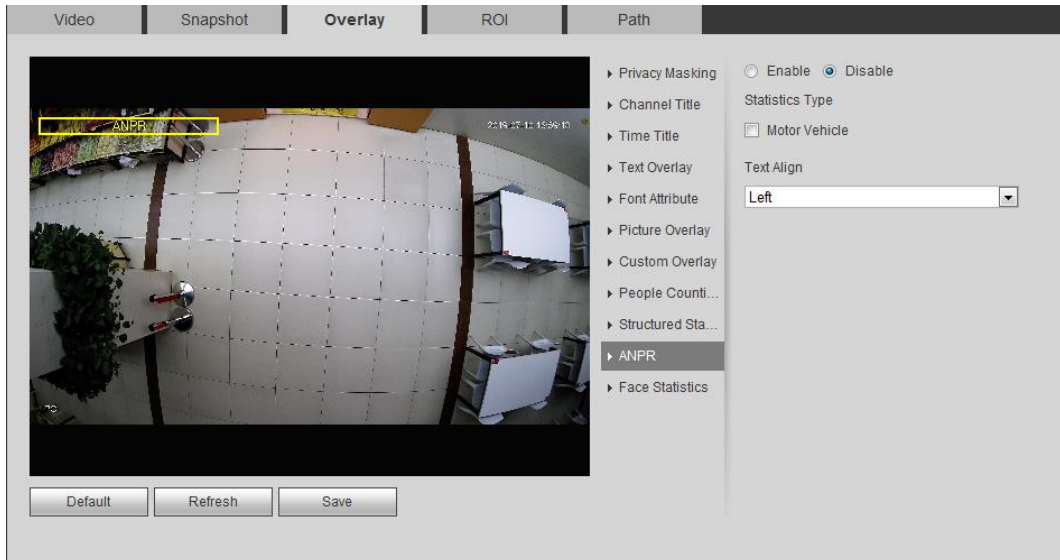 Video
Snapshot
Overlay
ROI
Path
ANPR
Privacy Masking
Channel Title
Time Title
Text Overlay
Font Attribute
Picture Overlay
Custom Overlay
People Counti...
Structured Sta...
ANPR
Face Statistics
Enable
Disable
Statistics Type
Motor Vehicle
Text Align
Left
Default
Refresh
Save